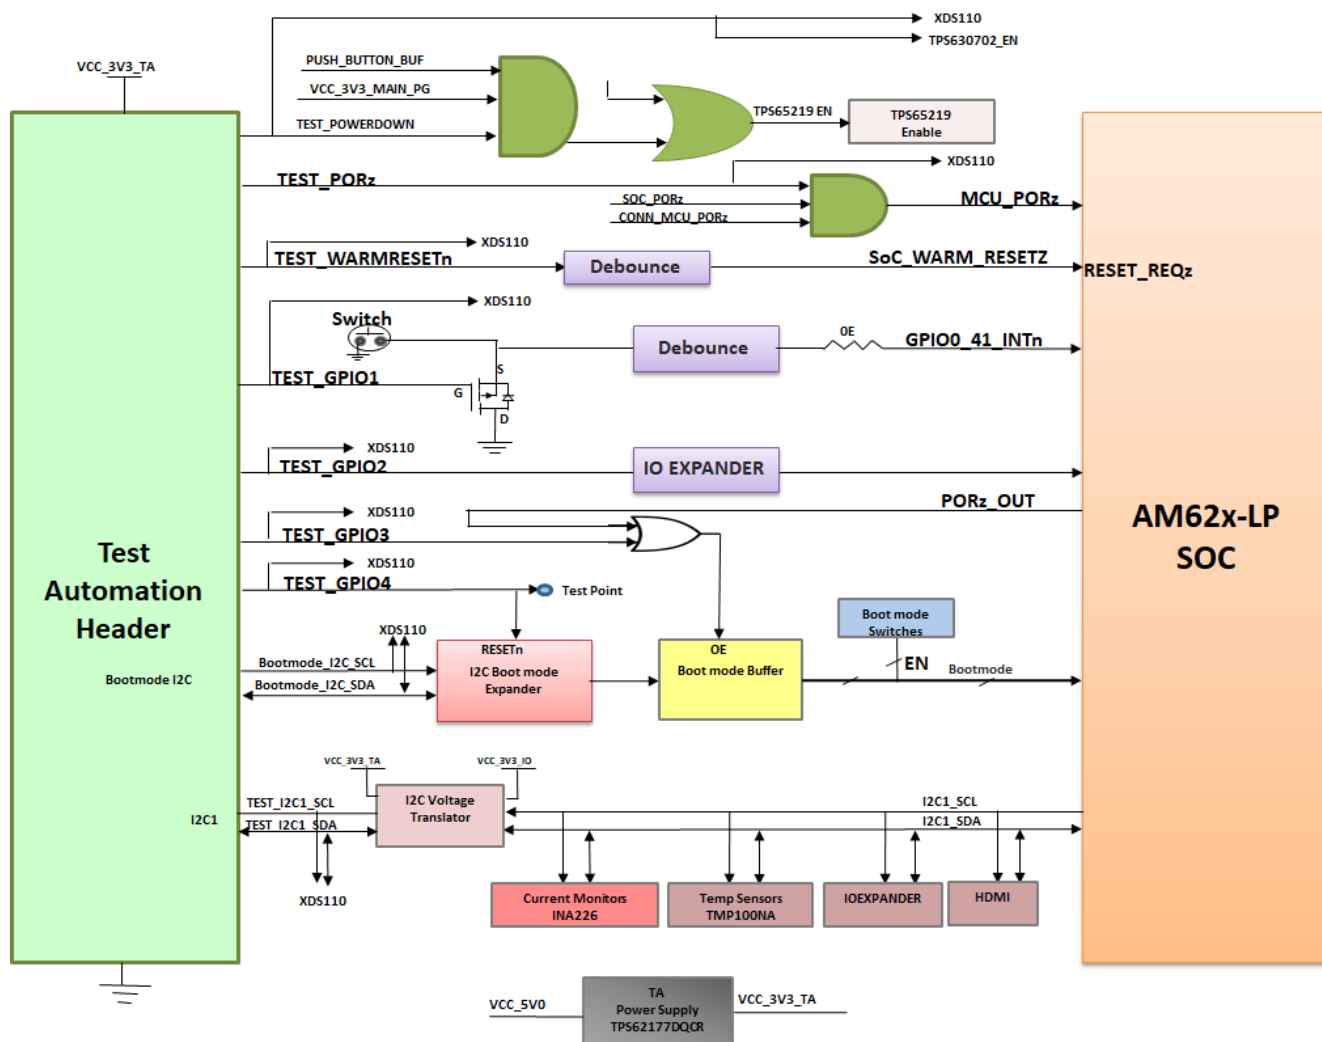 XDS110
TPS630702_EN
VCC_3V3_TA
PUSH_BUTTON_BUF
VCC_3V3_MAIN_PG
TEST_POWERDOWN
TPS65219 EN
TPS65219
Enable
XDS110
TEST_PORz
SOC_PORz
CONN_MCU_PORz
MCU_PORz
XDS110
TEST_WARMRESETn
Debounce
SoC_WARM_RESETZ
RESET_REQz
XDS110
Switch
Debounce
OE
GPIO0_41_INTn
TEST_GPIO1
S
G
D
XDS110
TEST_GPIO2
IO EXPANDER
PORz_OUT
XDS110
TEST_GPIO3
XDS110
TEST_GPIO4
Test Point
Test
Automation
Header
AM62x-LP
SOC
Boot mode
Switches
XDS110
RESETn
I2C Boot mode
Expander
OE
Boot mode Buffer
EN
Bootmode
Bootmode I2C
Bootmode_I2C_SCL
Bootmode_I2C_SDA
VCC_3V3_TA
VCC_3V3_IO
I2C Voltage
Translator
I2C1
TEST_I2C1_SCL
TEST_I2C1_SDA
I2C1_SCL
I2C1_SDA
XDS110
Current Monitors
INA226
Temp Sensors
TMP100NA
IOEXPANDER
HDMI
VCC_5V0
TA
Power Supply
TPS62177DQCR
VCC_3V3_TA